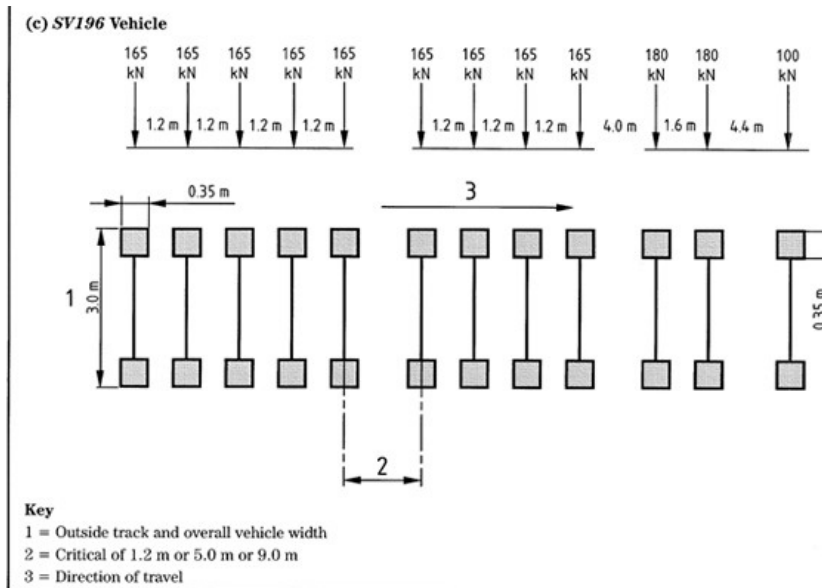 (c) SV196 Vehicle
165 165 165 165 165 165 165 165 165 180 180 100
kN kN kN kN kN kN kN kN kN kN kN kN
1.2 m 1.2 m 1.2 m 1.2 m 1.2 m 1.2 m 1.2 m 4.0 m 1.6 m 4.4 m
0.35 m
3
1
3.0 m
0.35 m
2
Key
1 = Outside track and overall vehicle width
2 = Critical of 1.2 m or 5.0 m or 9.0 m
3 = Direction of travel